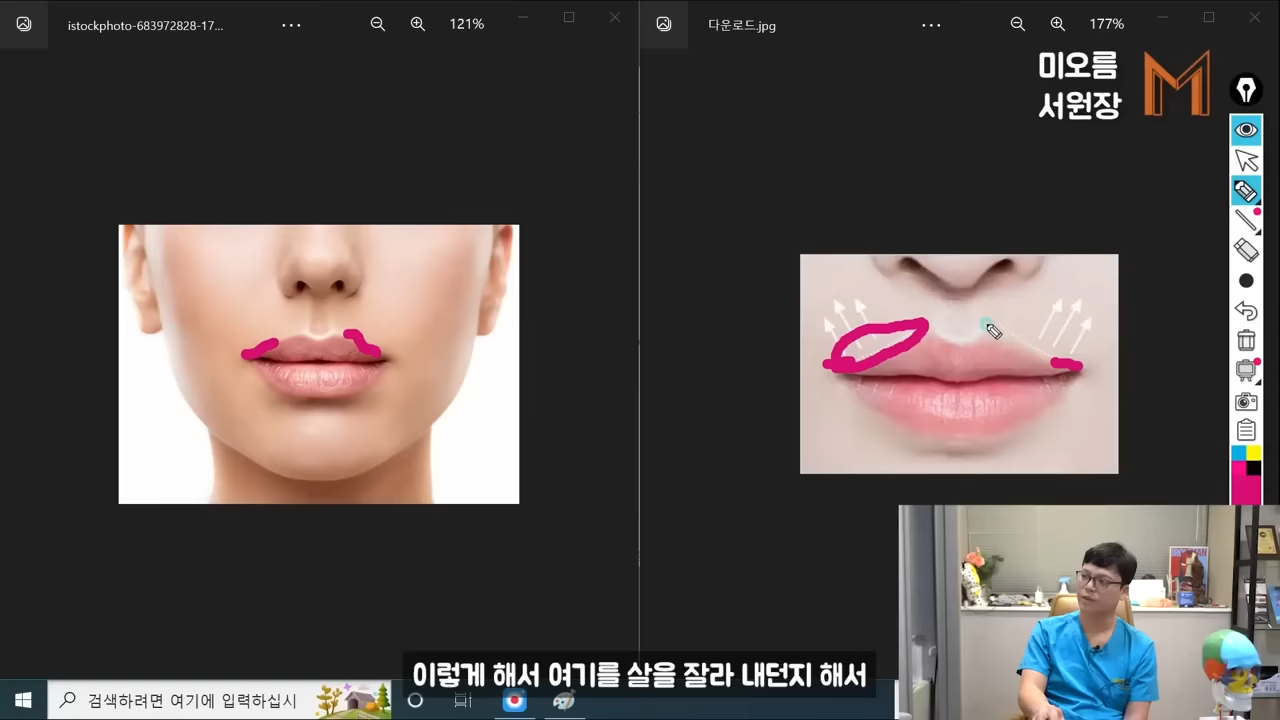 istockphoto-683972828-17...
121%
다운로드.jpg
177%
미오름
서원장
M
이렇게 해서 여기를 살을 잘라 내던지 해서
검색하려면 여기에 입력하십시